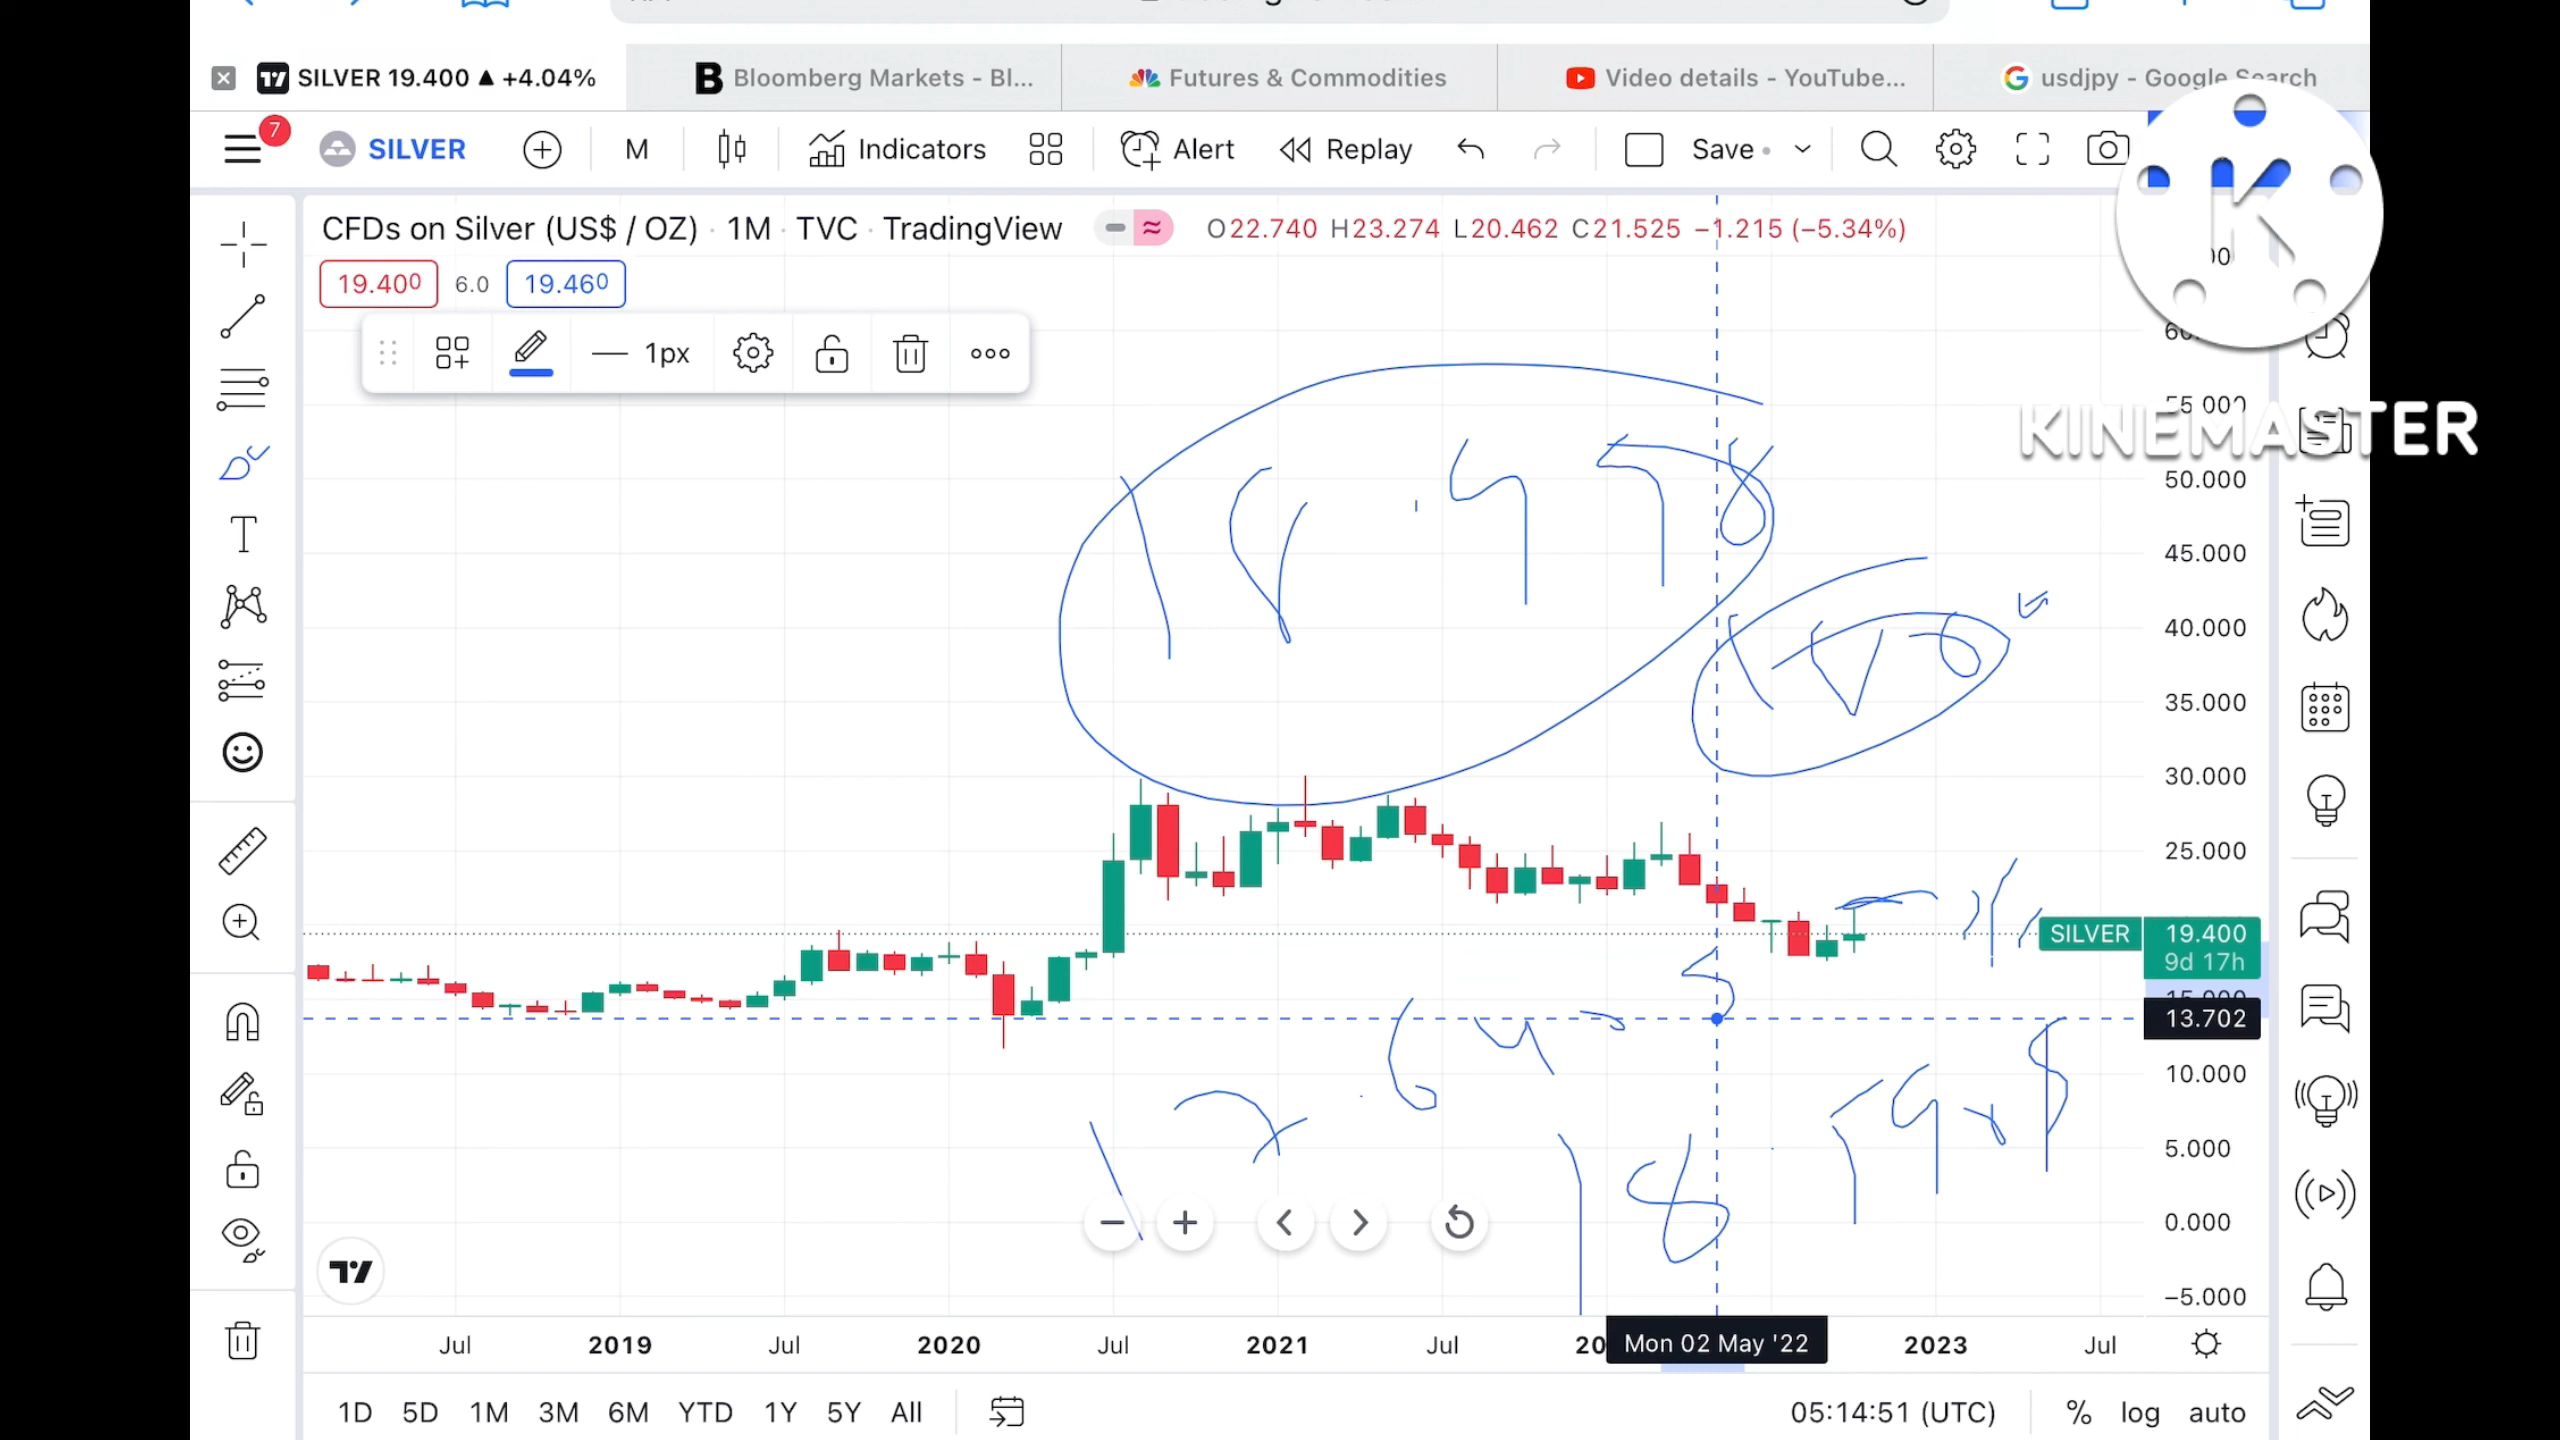 SILVER 19.400 ▲ +4.04%
Bloomberg Markets - Bl...
Futures & Commodities
Video details - YouTube...
usdjpy - Google Search
7
SILVER
M
Indicators
Alert
Replay
Save
CFDs on Silver (US$ / OZ) · 1M · TVC · TradingView
O22.740 H23.274 L20.462 C21.525 −1.215 (−5.34%)
19.400 6.0 19.460
1px
KINEMASTER
55.000
50.000
45.000
40.000
35.000
30.000
25.000
SILVER 19.400
9d 17h
15.000
13.702
10.000
5.000
0.000
−5.000
Jul 2019 Jul 2020 Jul 2021 Jul Mon 02 May '22 2023 Jul
1D 5D 1M 3M 6M YTD 1Y 5Y All
05:14:51 (UTC) % log auto